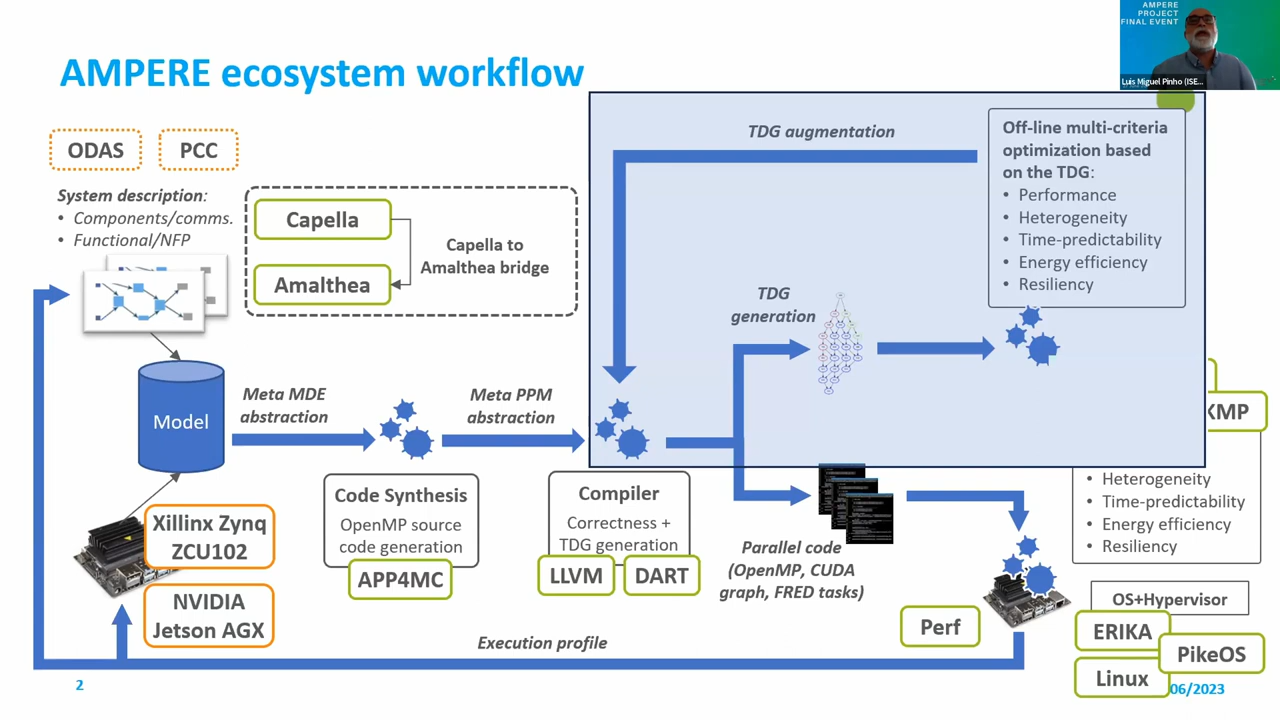 AMPERE
PROJECT
FINAL EVENT
Luis Miguel Pinho (ISE...
AMPERE ecosystem workflow
ODAS
PCC
System description:
• Components/comms.
• Functional/NFP
Capella
Amalthea
Capella to
Amalthea bridge
TDG augmentation
Off-line multi-criteria
optimization based
on the TDG:
• Performance
• Heterogeneity
• Time-predictability
• Energy efficiency
• Resiliency
TDG
generation
Model
Meta MDE
abstraction
Meta PPM
abstraction
Code Synthesis
OpenMP source
code generation
APP4MC
Compiler
Correctness +
TDG generation
LLVM
DART
Xillinx Zynq
ZCU102
NVIDIA
Jetson AGX
Parallel code
(OpenMP, CUDA
graph, FRED tasks)
KMP
• Heterogeneity
• Time-predictability
• Energy efficiency
• Resiliency
OS+Hypervisor
Perf
ERIKA
PikeOS
Linux
Execution profile
2
06/2023